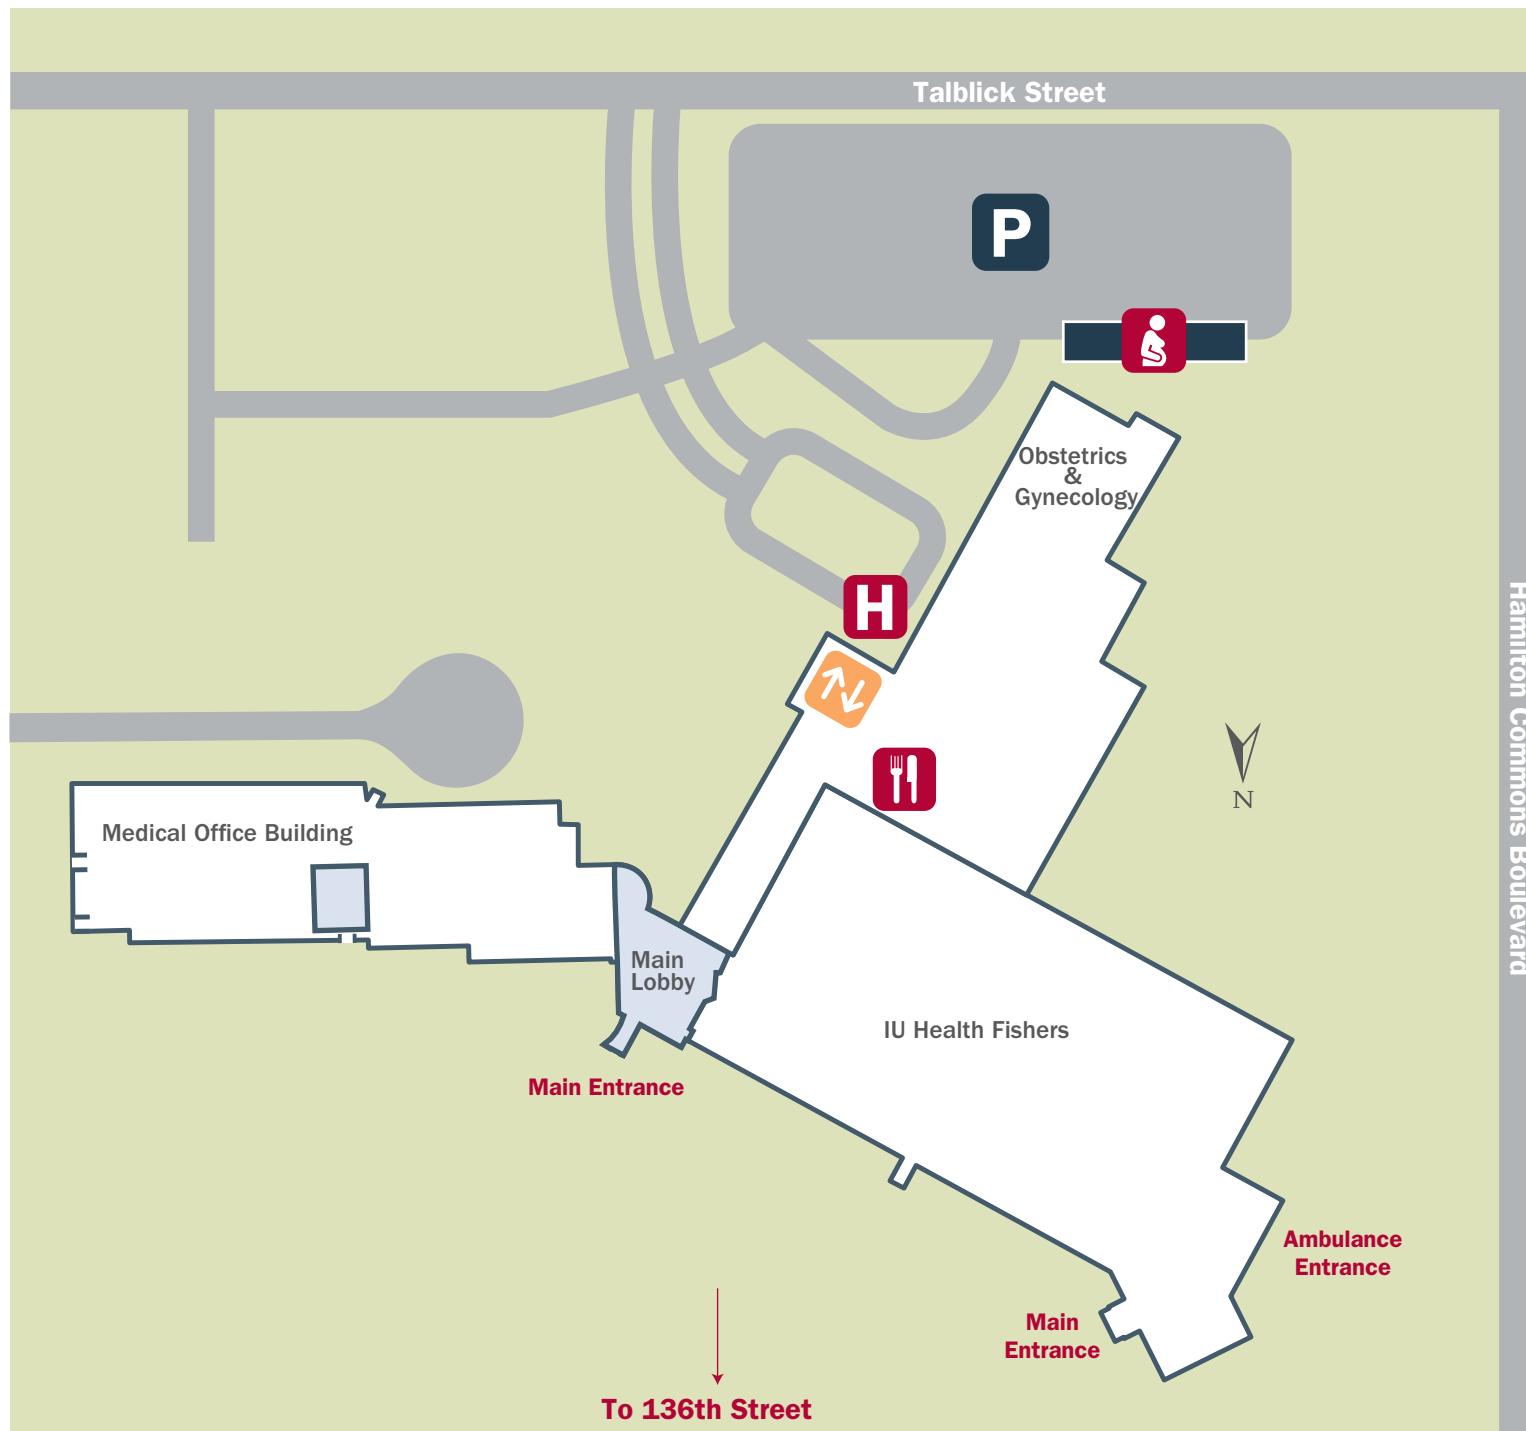 Talblick Street
P
Obstetrics
&
Gynecology
H
Hamilton Commons Boulevard
N
Medical Office Building
Main
Lobby
IU Health Fishers
Main Entrance
Ambulance
Entrance
Main
Entrance
To 136th Street